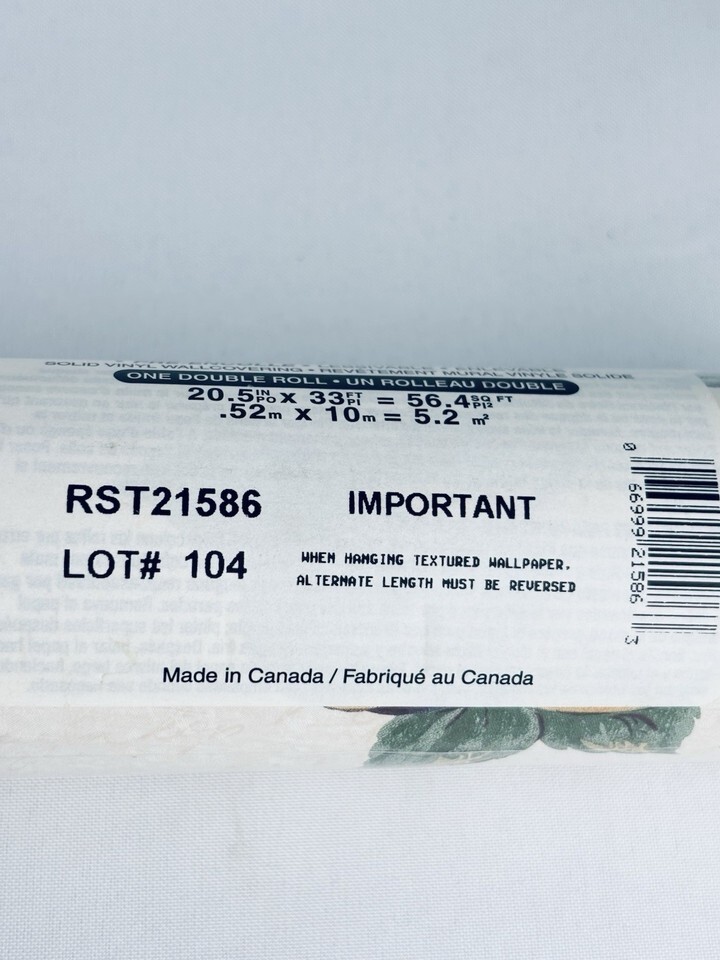 SOLID VINYL WALLCOVERING • REVÊTEMENT MURAL VINYLE SOLIDE
ONE DOUBLE ROLL • UN ROLLEAU DOUBLE
20.5 IN PO X 33 FT PI = 56.4 SQ FT PI²
.52m x 10m = 5.2 m²
RST21586
LOT# 104
IMPORTANT
WHEN HANGING TEXTURED WALLPAPER,
ALTERNATE LENGTH MUST BE REVERSED
0 66999 21586 3
Made in Canada / Fabriqué au Canada